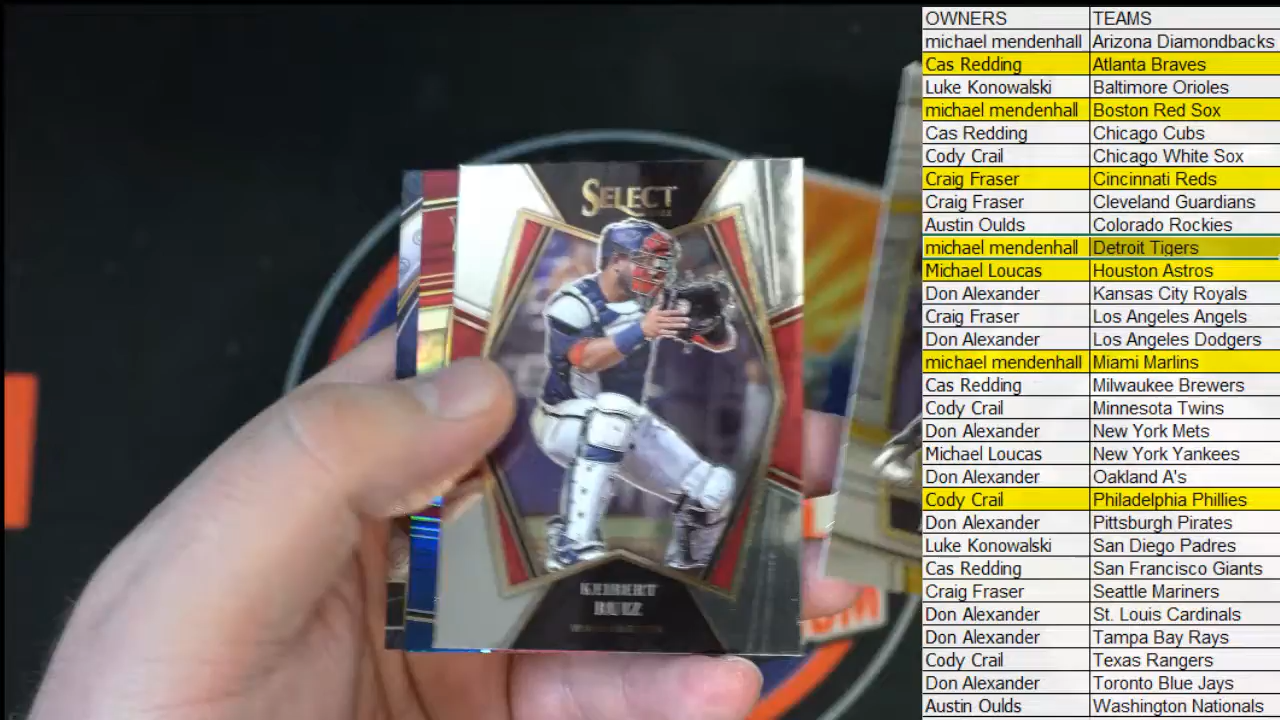 SELECT
KEIBERT
RUIZ
WASHINGTON
OWNERS TEAMS
michael mendenhall Arizona Diamondbacks
Cas Redding Atlanta Braves
Luke Konowalski Baltimore Orioles
michael mendenhall Boston Red Sox
Cas Redding Chicago Cubs
Cody Crail Chicago White Sox
Craig Fraser Cincinnati Reds
Craig Fraser Cleveland Guardians
Austin Oulds Colorado Rockies
michael mendenhall Detroit Tigers
Michael Loucas Houston Astros
Don Alexander Kansas City Royals
Craig Fraser Los Angeles Angels
Don Alexander Los Angeles Dodgers
michael mendenhall Miami Marlins
Cas Redding Milwaukee Brewers
Cody Crail Minnesota Twins
Don Alexander New York Mets
Michael Loucas New York Yankees
Don Alexander Oakland A's
Cody Crail Philadelphia Phillies
Don Alexander Pittsburgh Pirates
Luke Konowalski San Diego Padres
Cas Redding San Francisco Giants
Craig Fraser Seattle Mariners
Don Alexander St. Louis Cardinals
Don Alexander Tampa Bay Rays
Cody Crail Texas Rangers
Don Alexander Toronto Blue Jays
Austin Oulds Washington Nationals